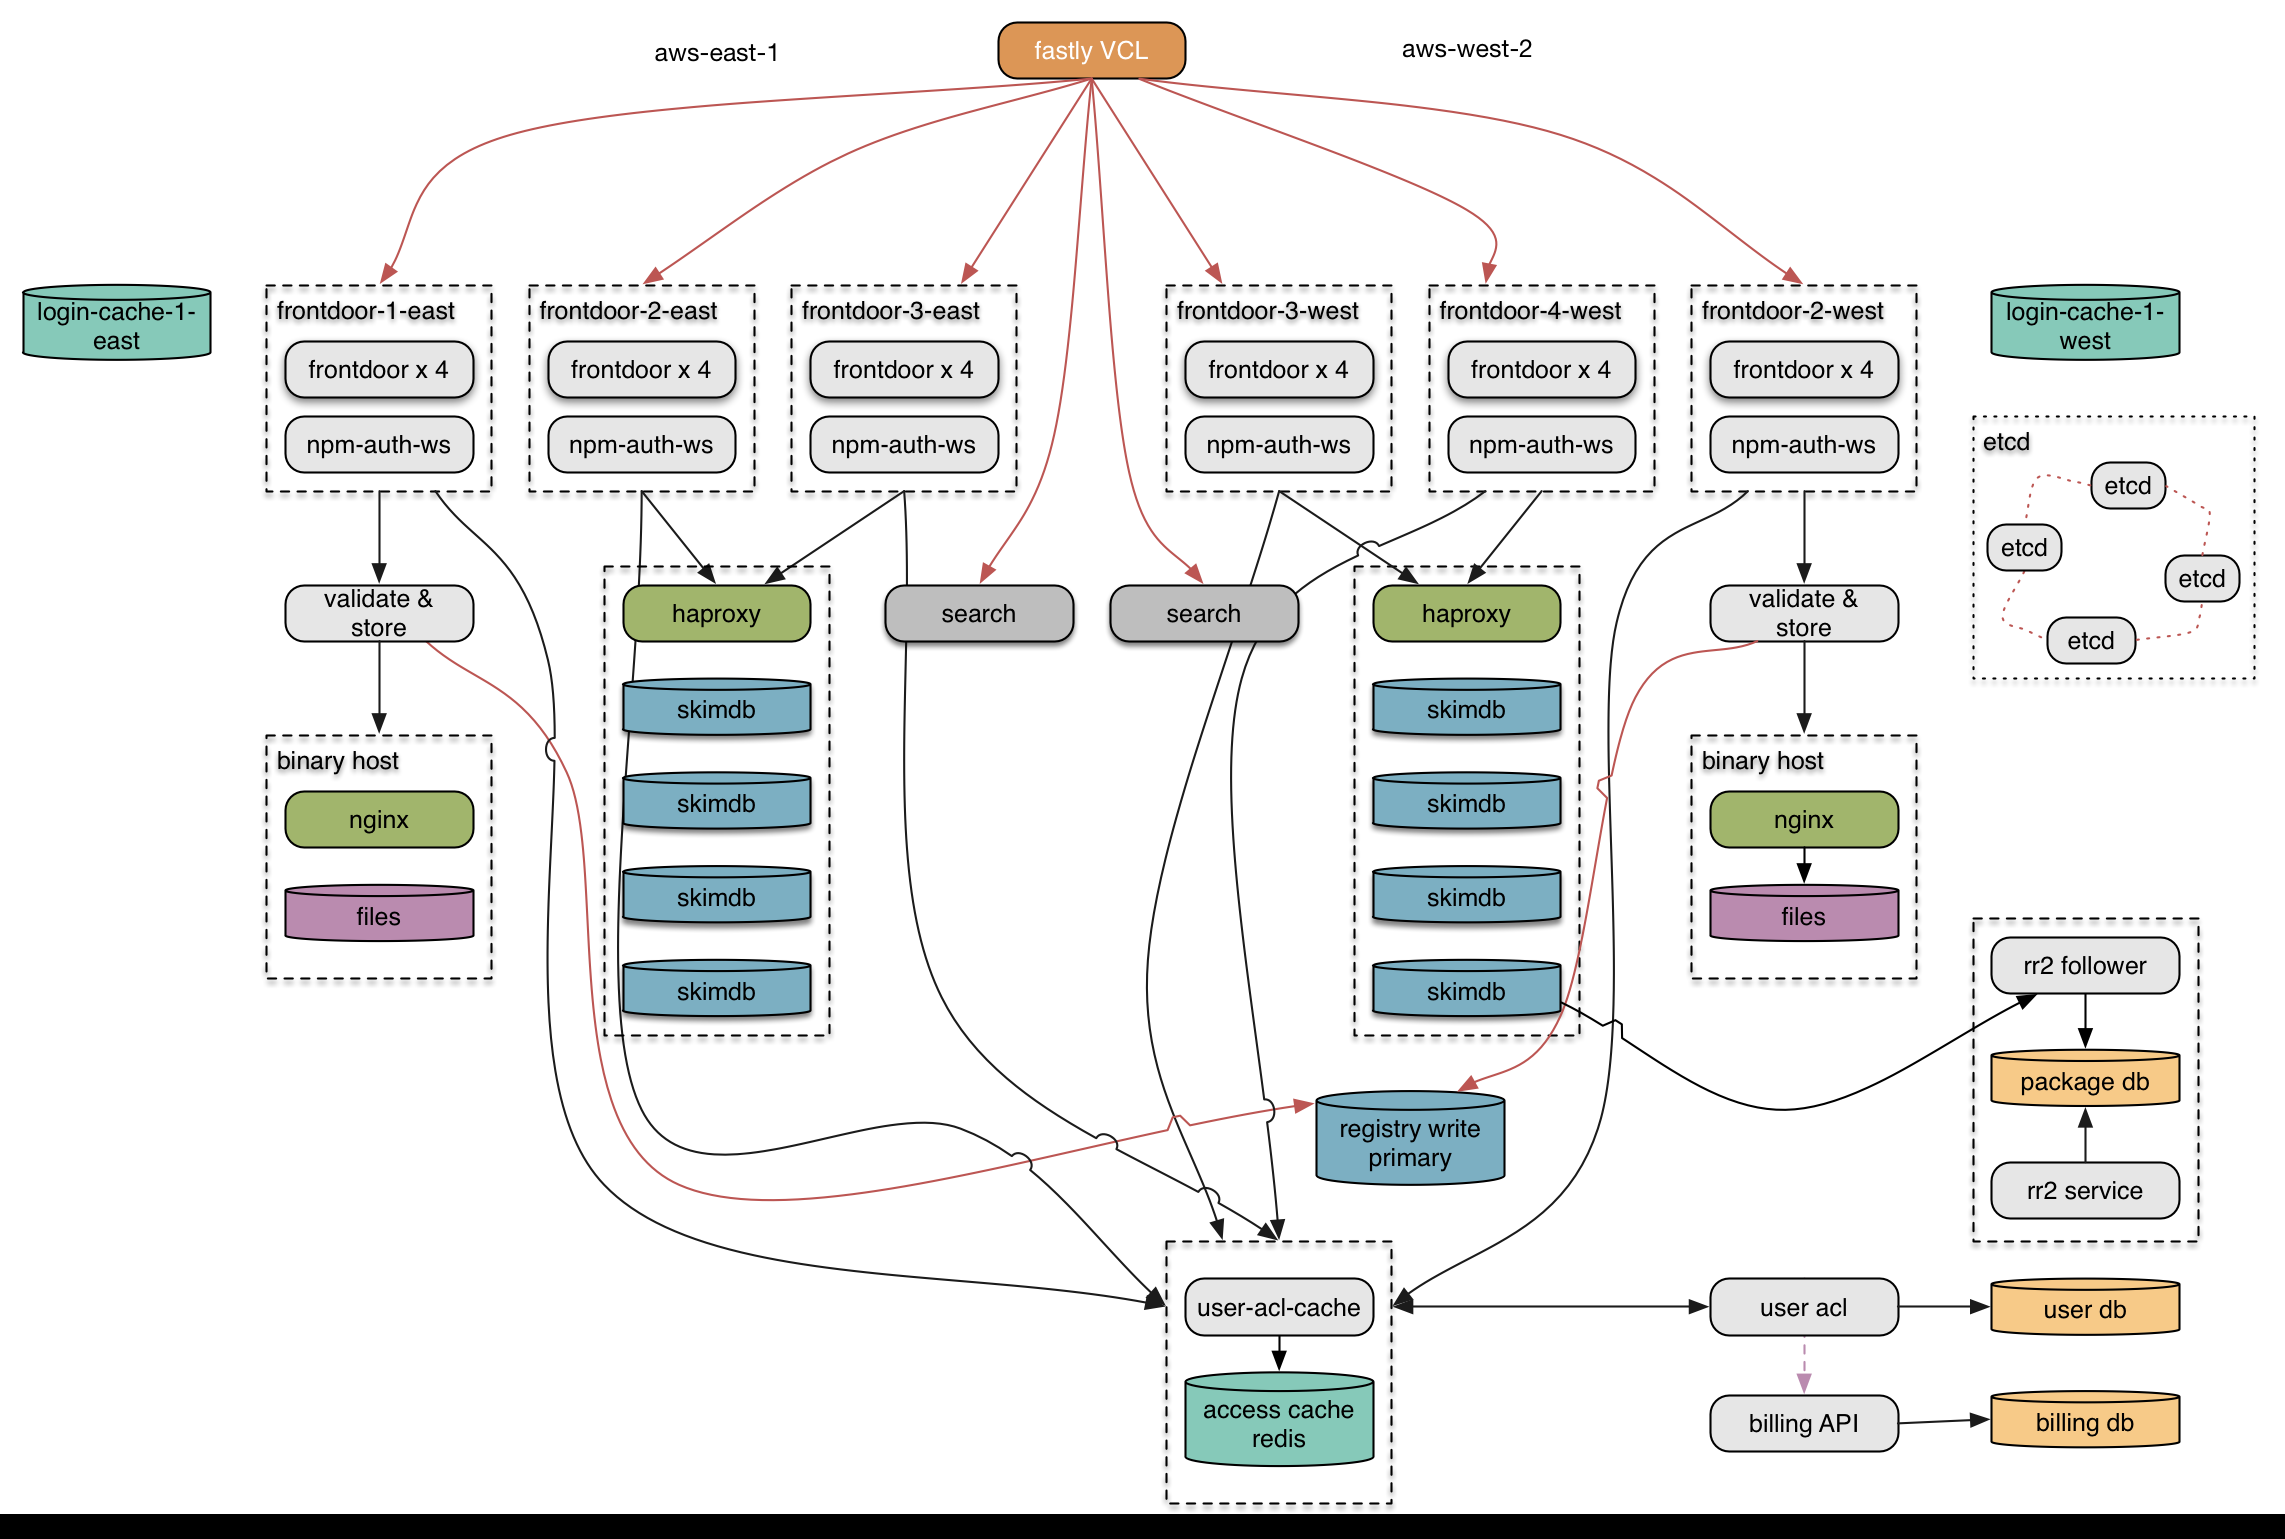 aws-east-1
fastly VCL
aws-west-2
login-cache-1-
east
frontdoor-1-east
frontdoor x 4
npm-auth-ws
frontdoor-2-east
frontdoor x 4
npm-auth-ws
frontdoor-3-east
frontdoor x 4
npm-auth-ws
frontdoor-3-west
frontdoor x 4
npm-auth-ws
frontdoor-4-west
frontdoor x 4
npm-auth-ws
frontdoor-2-west
frontdoor x 4
npm-auth-ws
login-cache-1-
west
etcd
etcd
etcd
etcd
etcd
validate &
store
haproxy
search
search
haproxy
validate &
store
skimdb
skimdb
skimdb
skimdb
skimdb
skimdb
skimdb
skimdb
binary host
nginx
files
binary host
nginx
files
rr2 follower
package db
rr2 service
registry write
primary
user-acl-cache
access cache
redis
user acl
user db
billing API
billing db